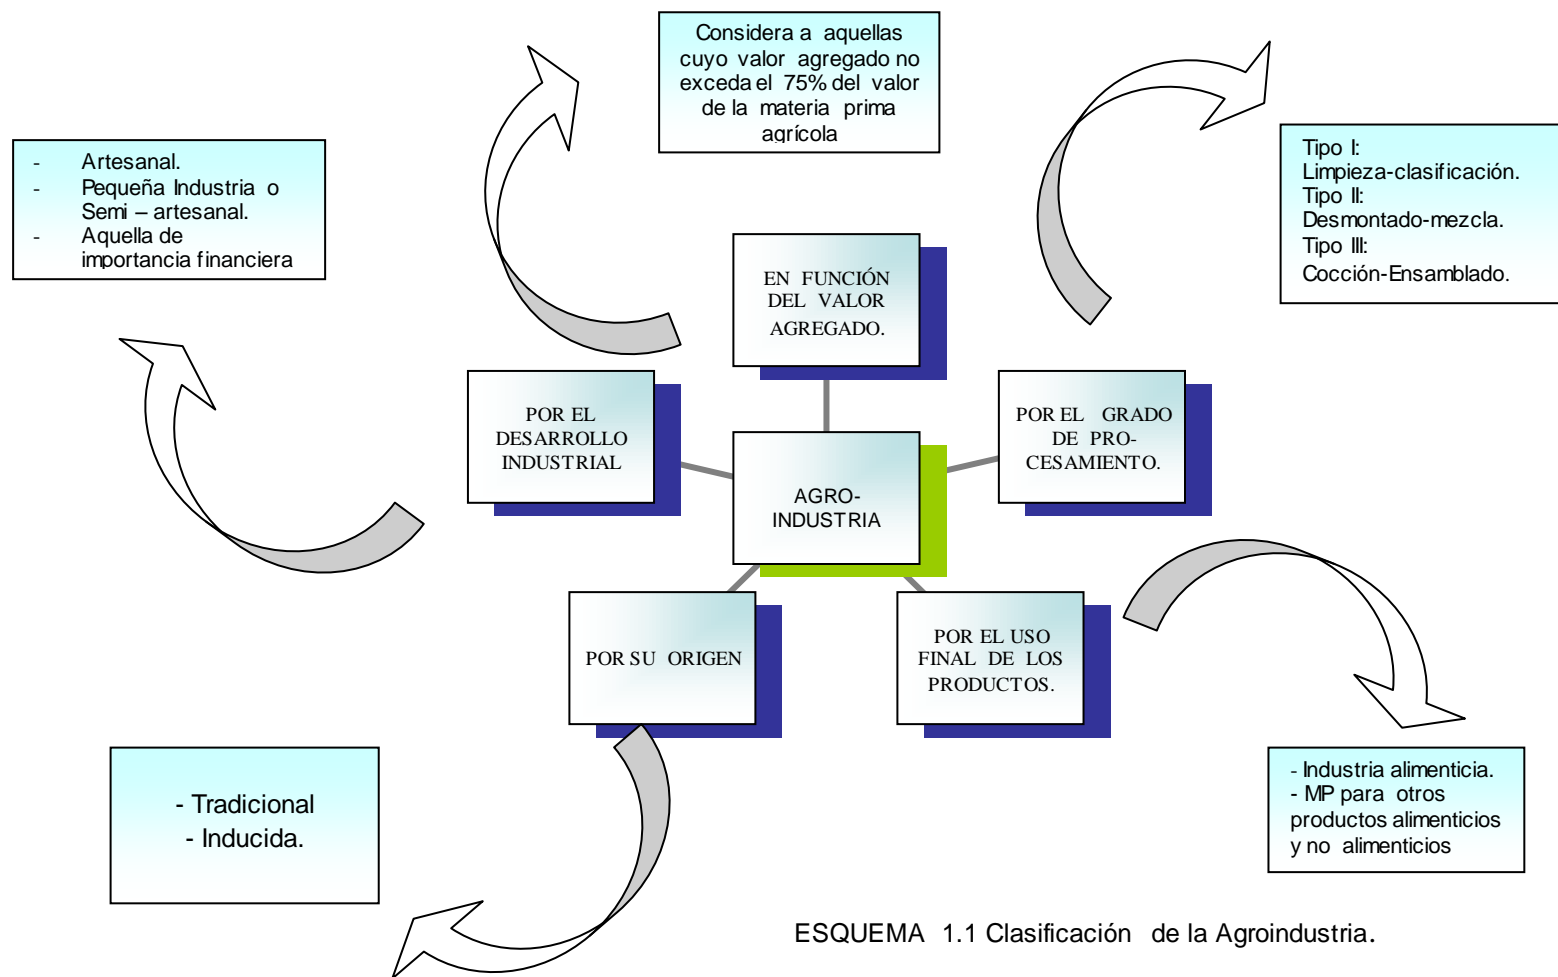 Considera a aquellas
cuyo valor agregado no
exceda el 75% del valor
de la materia prima
agrícola
- Artesanal.
- Pequeña Industria o
Semi – artesanal.
- Aquella de
importancia financiera
Tipo I:
Limpieza-clasificación.
Tipo II:
Desmontado-mezcla.
Tipo III:
Cocción-Ensamblado.
EN FUNCIÓN
DEL VALOR
AGREGADO.
POR EL
DESARROLLO
INDUSTRIAL
POR EL GRADO
DE PRO-
CESAMIENTO.
AGRO-
INDUSTRIA
POR SU ORIGEN
POR EL USO
FINAL DE LOS
PRODUCTOS.
- Tradicional
- Inducida.
- Industria alimenticia.
- MP para otros
productos alimenticios
y no alimenticios
ESQUEMA 1.1 Clasificación de la Agroindustria.